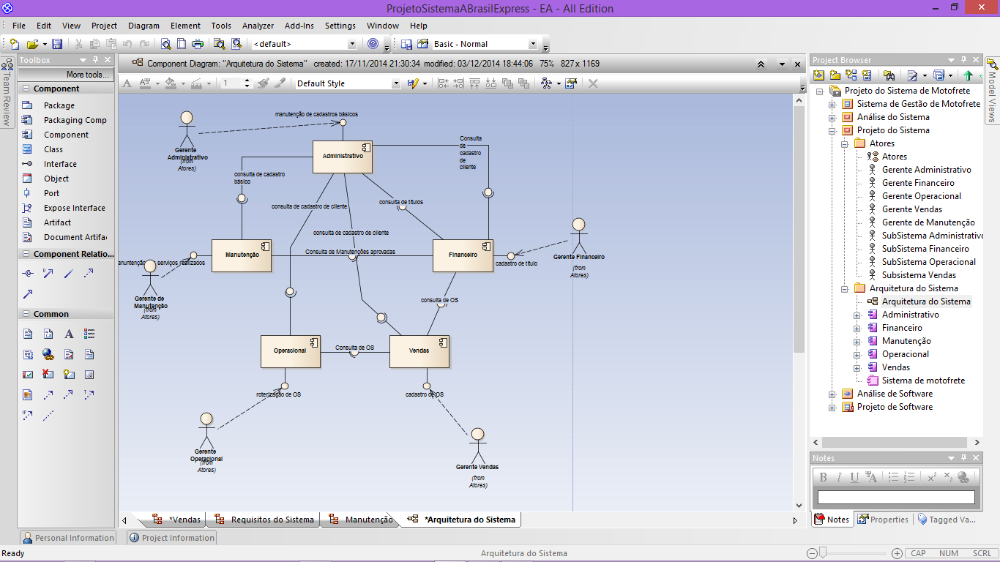 ProjetoSistemaABrasilExpress - EA - All Edition
File Edit View Project Diagram Element Tools Analyzer Add-Ins Settings Window Help
<default>
Basic - Normal
Team Review
Toolbox
More tools...
Component
Package
Packaging Comp
Component
Class
Interface
Object
Port
Expose Interface
Artifact
Document Artifa
Component Relatio...
Common
Component Diagram: "Arquitetura do Sistema" created: 17/11/2014 21:30:34 modified: 03/12/2014 18:44:06 75% 827 x 1169
1
Default Style
manutenção de cadastros básicos
Gerente
Administrativo
(from
Atores)
Administrativo
Consulta
de
cadastro
de
cliente
consulta de cadastro
básico
consulta de títulos
consulta de cadastro de cliente
consulta de cadastro de cliente
Manutenção
Consulta de Manutenções aprovadas
Financeiro
cadastro de título
Gerente Financeiro
(from
Atores)
serviços realizados
Gerente de
Manutenção
(from
Atores)
consulta de OS
Operacional
Consulta de OS
Vendas
roterização de OS
cadastro de OS
Gerente
Operacional
(from
Atores)
Gerente Vendas
(from
Atores)
*Vendas
Requisitos do Sistema
Manutenção
*Arquitetura do Sistema
Project Browser
Projeto do Sistema de Motofrete
Sistema de Gestão de Motofrete
Análise do Sistema
Projeto do Sistema
Atores
Atores
Gerente Administrativo
Gerente Financeiro
Gerente Operacional
Gerente Vendas
Gerente de Manutenção
SubSistema Administrativo
SubSistema Financeiro
SubSistema Operacional
Subsistema Vendas
Arquitetura do Sistema
Arquitetura do Sistema
Administrativo
Financeiro
Manutenção
Operacional
Vendas
Sistema de motofrete
Análise de Software
Projeto de Software
Notes
B I U A x² x₂
Notes
Properties
Tagged Va...
Model Views
Personal Information
Project Information
Ready
Arquitetura do Sistema
CAP NUM SCRL